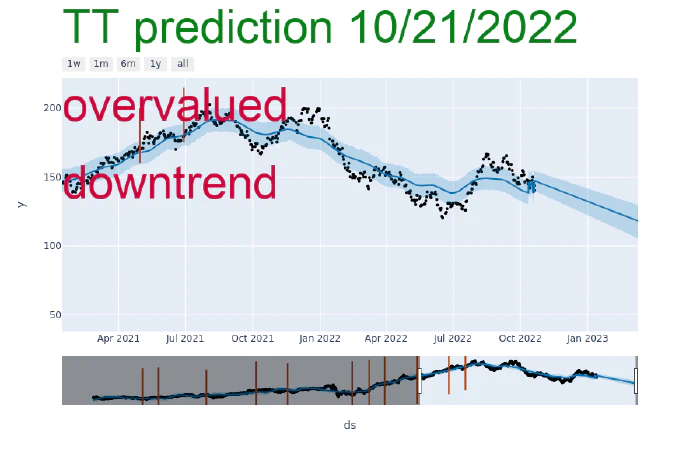 TT prediction 10/21/2022
1w 1m 6m 1y all
overvalued
downtrend
200
150
100
50
y
Apr 2021 Jul 2021 Oct 2021 Jan 2022 Apr 2022 Jul 2022 Oct 2022 Jan 2023
ds